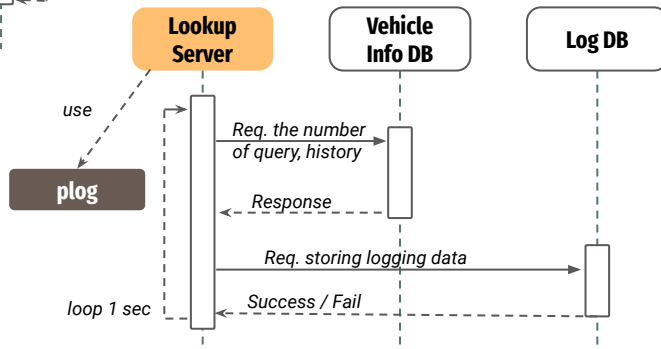 Lookup
Server
Vehicle
Info DB
Log DB
use
Req. the number
of query, history
plog
Response
Req. storing logging data
Success / Fail
loop 1 sec